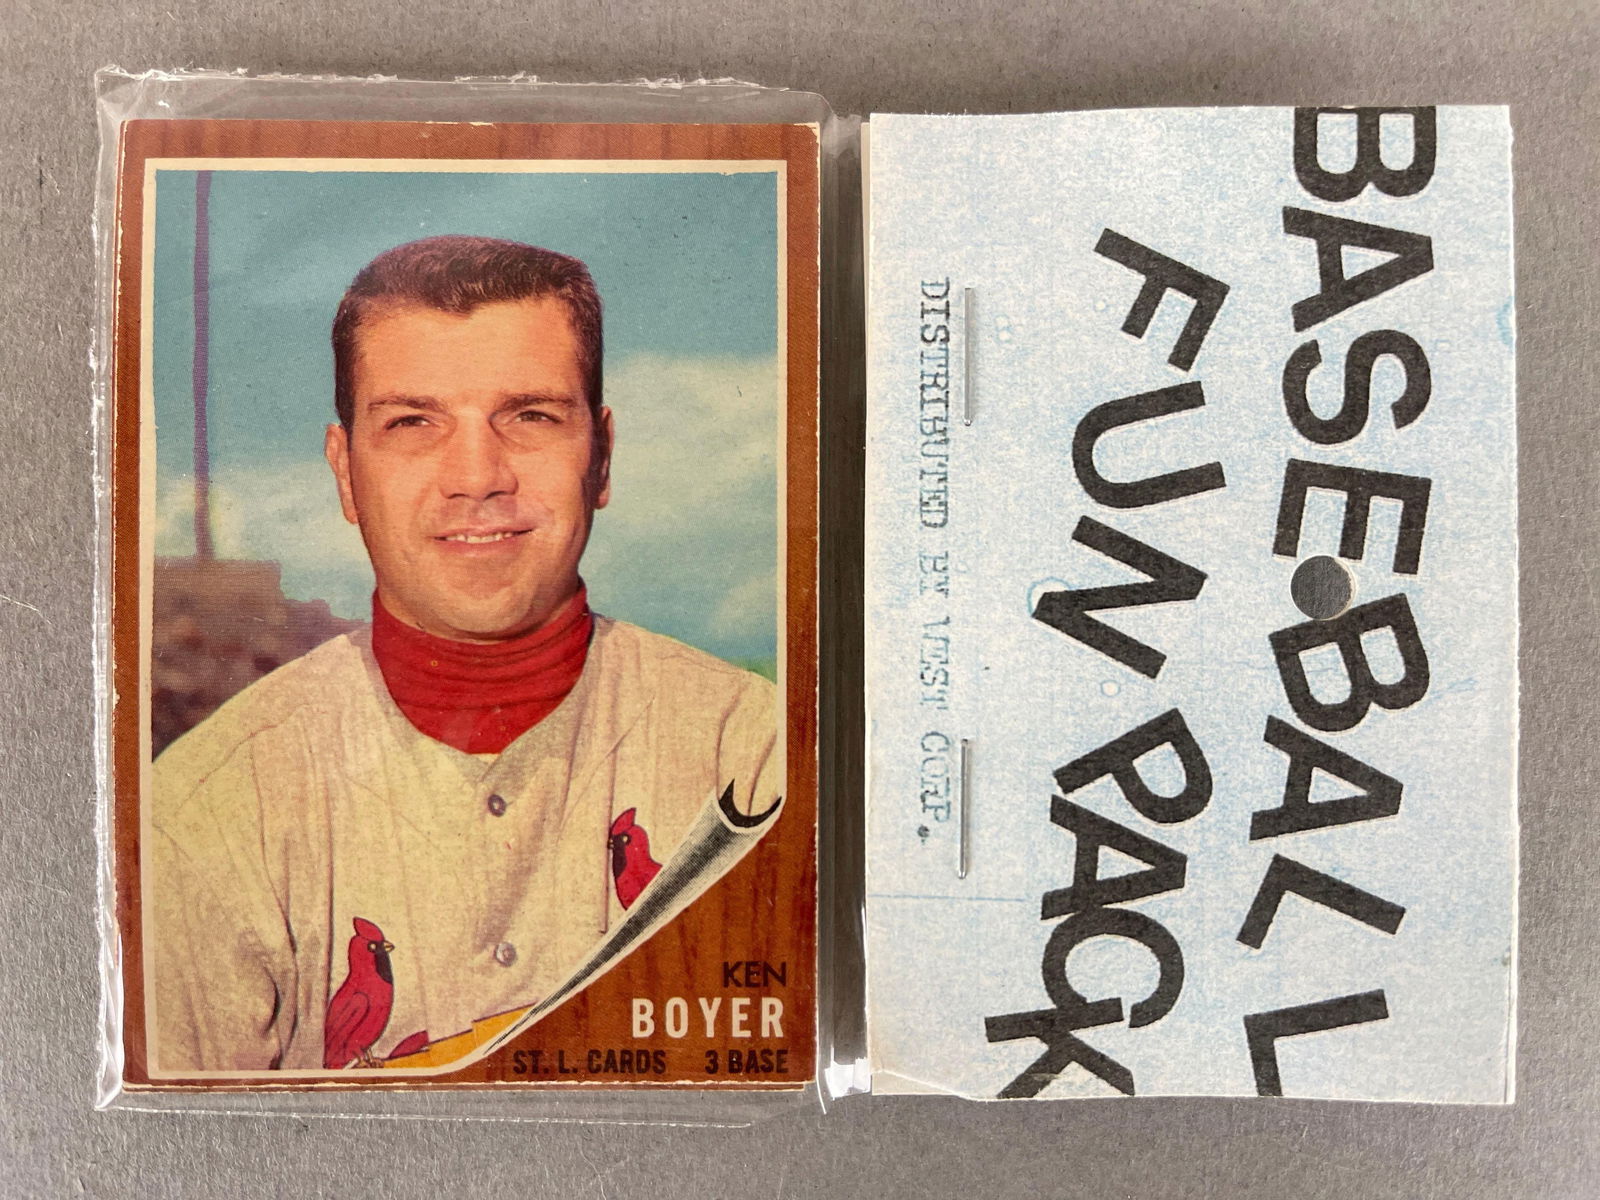 KEN
BOYER
ST. L. CARDS 3 BASE
BASEBALL
FUN PACK
DISTRIBUTED BY WEST CORP.